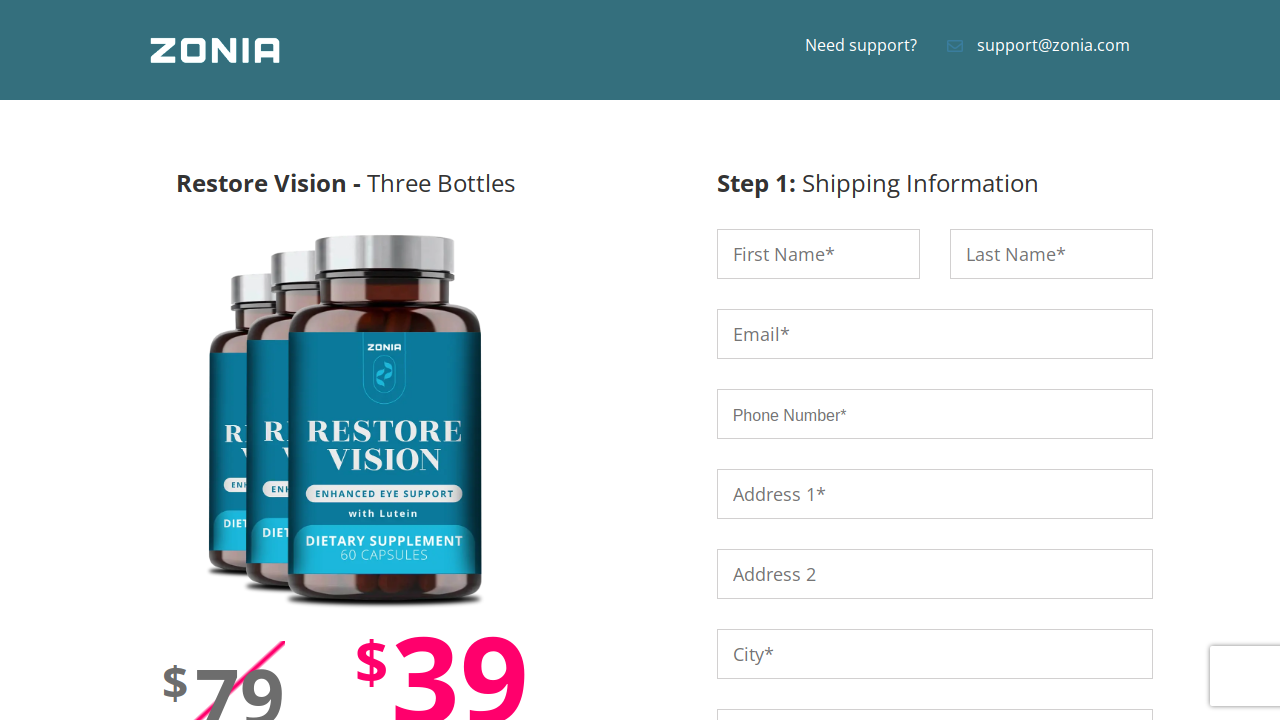 ZONIA
Need support?
support@zonia.com
Restore Vision - Three Bottles
ZONIA
RESTORE
VISION
ENHANCED EYE SUPPORT
with Lutein
DIETARY SUPPLEMENT
60 CAPSULES
$79
$39
Step 1: Shipping Information
First Name*
Last Name*
Email*
Phone Number*
Address 1*
Address 2
City*